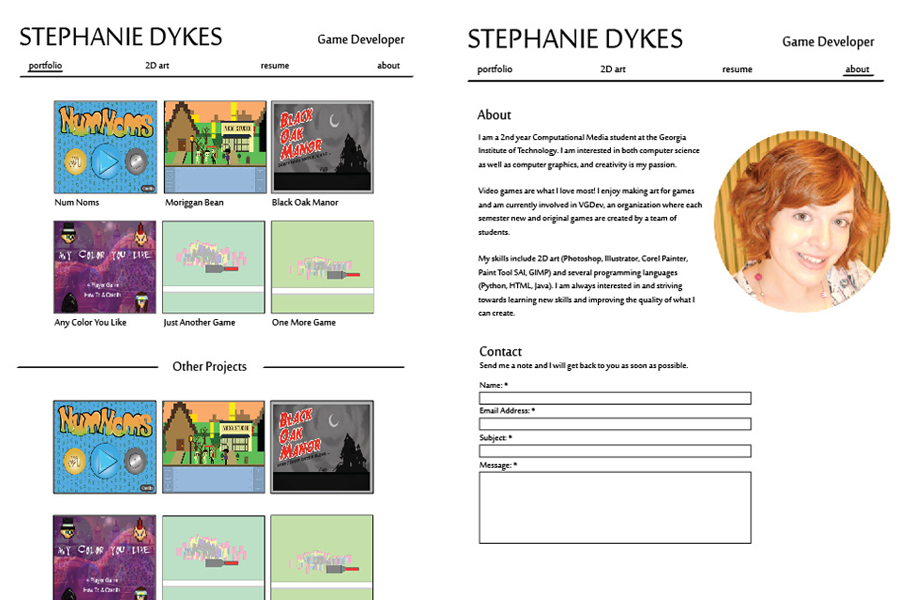 STEPHANIE DYKES
Game Developer
portfolio 2D art resume about
NumNoms
Credits
BLACK
OAK
MANOR
Num Noms
Moriggan Bean
Black Oak Manor
MY COLOR YOU LIKE
Any Color You Like
Just Another Game
One More Game
Other Projects
NumNoms
Credits
BLACK
OAK
MANOR
MY COLOR YOU LIKE
STEPHANIE DYKES
Game Developer
portfolio 2D art resume about
About
I am a 2nd year Computational Media student at the Georgia
Institute of Technology. I am interested in both computer science
as well as computer graphics, and creativity is my passion.
Video games are what I love most! I enjoy making art for games
and am currently involved in VGDev, an organization where each
semester new and original games are created by a team of
students.
My skills include 2D art (Photoshop, Illustrator, Corel Painter,
Paint Tool SAI, GIMP) and several programming languages
(Python, HTML, Java). I am always interested in and striving
towards learning new skills and improving the quality of what I
can create.
Contact
Send me a note and I will get back to you as soon as possible.
Name: *
Email Address: *
Subject: *
Message: *